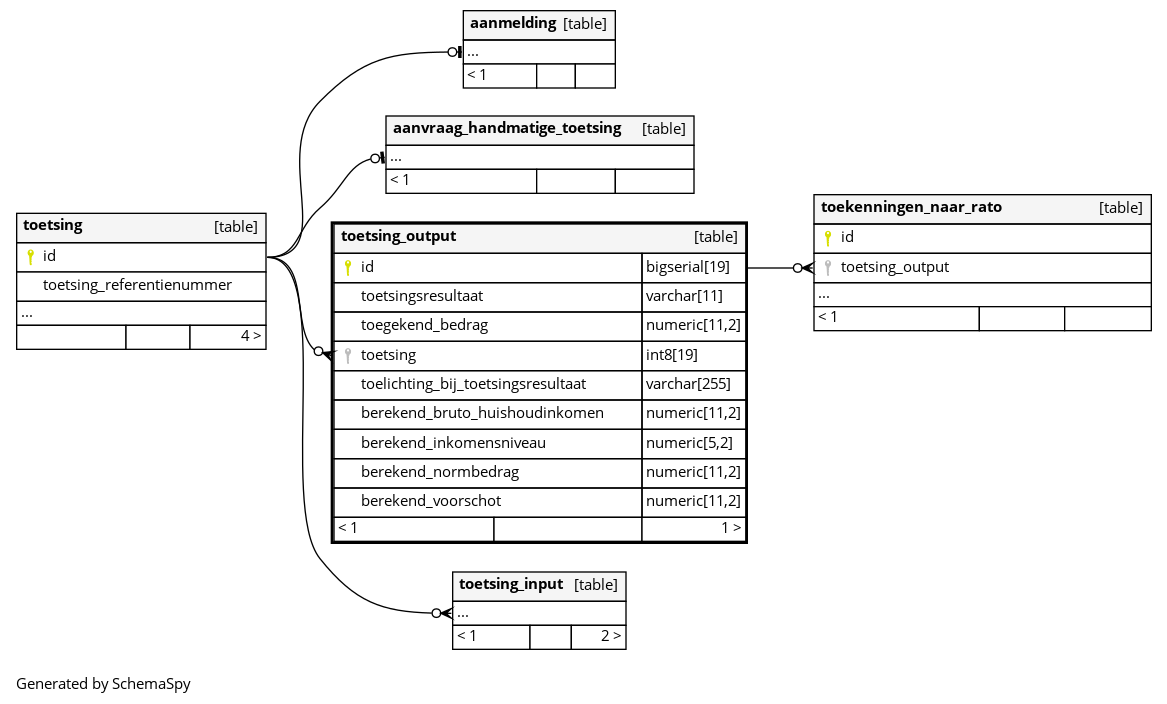 aanmelding [table]
...
< 1
aanvraag_handmatige_toetsing [table]
...
< 1
toetsing [table]
id
toetsing_referentienummer
...
4 >
toetsing_output [table]
id bigserial[19]
toetsingsresultaat varchar[11]
toegekend_bedrag numeric[11,2]
toetsing int8[19]
toelichting_bij_toetsingsresultaat varchar[255]
berekend_bruto_huishoudinkomen numeric[11,2]
berekend_inkomensniveau numeric[5,2]
berekend_normbedrag numeric[11,2]
berekend_voorschot numeric[11,2]
< 1 1 >
toekenningen_naar_rato [table]
id
toetsing_output
...
< 1
toetsing_input [table]
...
< 1 2 >
Generated by SchemaSpy